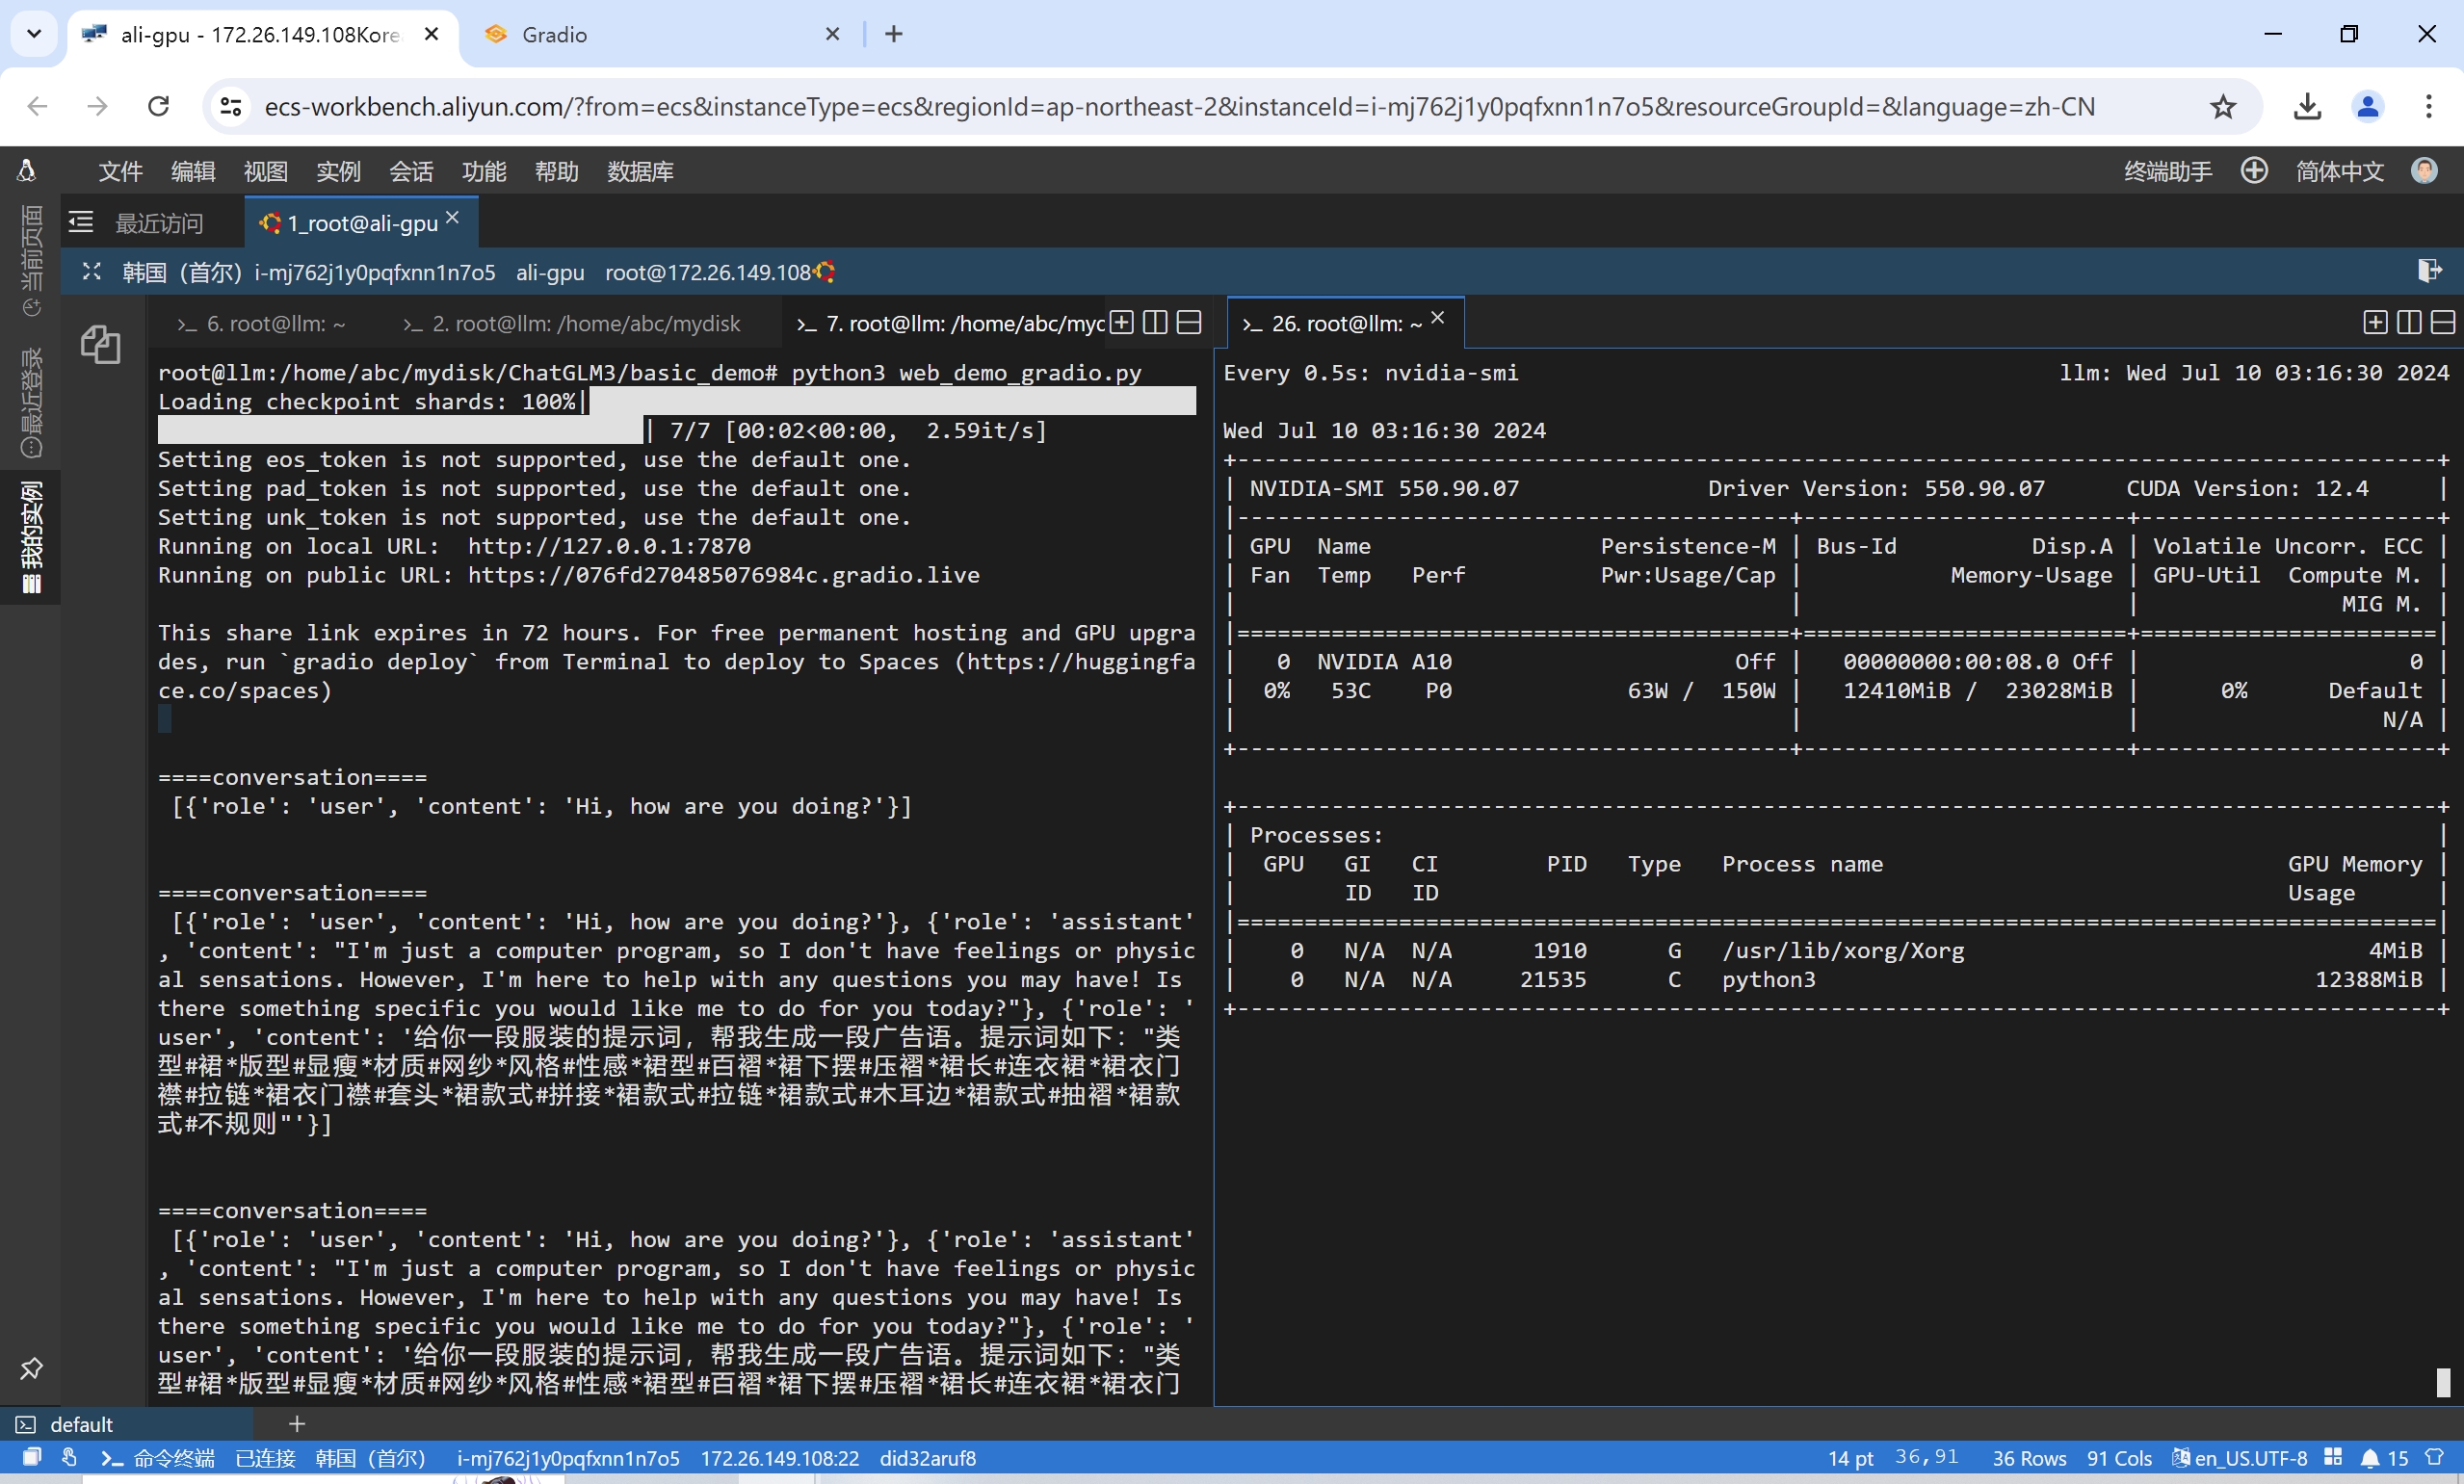 ali-gpu - 172.26.149.108Kore
Gradio
ecs-workbench.aliyun.com/?from=ecs&instanceType=ecs&regionId=ap-northeast-2&instanceId=i-mj762j1y0pqfxnn1n7o5&resourceGroupId=&language=zh-CN
文件 编辑 视图 实例 会话 功能 帮助 数据库
终端助手 简体中文
当前页面
最近登录
我的实例
最近访问
1_root@ali-gpu
韩国（首尔） i-mj762j1y0pqfxnn1n7o5 ali-gpu root@172.26.149.108
6. root@llm: ~
2. root@llm: /home/abc/mydisk
7. root@llm: /home/abc/myc
26. root@llm: ~
root@llm:/home/abc/mydisk/ChatGLM3/basic_demo# python3 web_demo_gradio.py
Loading checkpoint shards: 100%|
| 7/7 [00:02<00:00,  2.59it/s]
Setting eos_token is not supported, use the default one.
Setting pad_token is not supported, use the default one.
Setting unk_token is not supported, use the default one.
Running on local URL:  http://127.0.0.1:7870
Running on public URL: https://076fd270485076984c.gradio.live
This share link expires in 72 hours. For free permanent hosting and GPU upgra
des, run `gradio deploy` from Terminal to deploy to Spaces (https://huggingfa
ce.co/spaces)
====conversation====
[{'role': 'user', 'content': 'Hi, how are you doing?'}]
====conversation====
[{'role': 'user', 'content': 'Hi, how are you doing?'}, {'role': 'assistant'
, 'content': "I'm just a computer program, so I don't have feelings or physic
al sensations. However, I'm here to help with any questions you may have! Is
there something specific you would like me to do for you today?"}, {'role': '
user', 'content': '给你一段服装的提示词，帮我生成一段广告语。提示词如下："类
型#裙*版型#显瘦*材质#网纱*风格#性感*裙型#百褶*裙下摆#压褶*裙长#连衣裙*裙衣门
襟#拉链*裙衣门襟#套头*裙款式#拼接*裙款式#拉链*裙款式#木耳边*裙款式#抽褶*裙款
式#不规则"'}]
====conversation====
[{'role': 'user', 'content': 'Hi, how are you doing?'}, {'role': 'assistant'
, 'content': "I'm just a computer program, so I don't have feelings or physic
al sensations. However, I'm here to help with any questions you may have! Is
there something specific you would like me to do for you today?"}, {'role': '
user', 'content': '给你一段服装的提示词，帮我生成一段广告语。提示词如下："类
型#裙*版型#显瘦*材质#网纱*风格#性感*裙型#百褶*裙下摆#压褶*裙长#连衣裙*裙衣门
Every 0.5s: nvidia-smi llm: Wed Jul 10 03:16:30 2024
Wed Jul 10 03:16:30 2024
NVIDIA-SMI 550.90.07 Driver Version: 550.90.07 CUDA Version: 12.4
GPU Name Persistence-M | Bus-Id Disp.A | Volatile Uncorr. ECC
Fan Temp Perf Pwr:Usage/Cap | Memory-Usage | GPU-Util Compute M.
MIG M.
0 NVIDIA A10 Off | 00000000:00:08.0 Off | 0
0% 53C P0 63W / 150W | 12410MiB / 23028MiB | 0% Default
N/A
Processes:
GPU GI CI PID Type Process name GPU Memory
ID ID Usage
0 N/A N/A 1910 G /usr/lib/xorg/Xorg 4MiB
0 N/A N/A 21535 C python3 12388MiB
default
命令终端 已连接 韩国（首尔） i-mj762j1y0pqfxnn1n7o5 172.26.149.108:22 did32aruf8
14 pt 36,91 36 Rows 91 Cols en_US.UTF-8 15